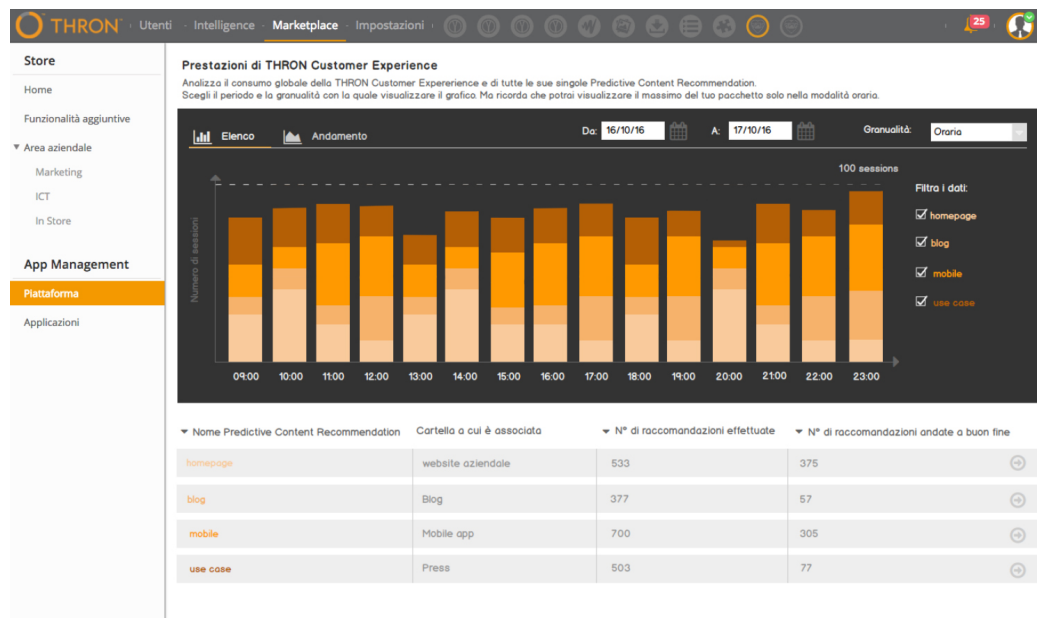 THRON Utenti Intelligence Marketplace Impostazioni 25
Store
Home
Funzionalità aggiuntive
Area aziendale
Marketing
ICT
In Store
App Management
Piattaforma
Applicazioni
Prestazioni di THRON Customer Experience
Analizza il consumo globale della THRON Customer Expererience e di tutte le sue singole Predictive Content Recommendation.
Scegli il periodo e la granualità con la quale visualizzare il grafico. Ma ricorda che potrai visualizzare il massimo del tuo pacchetto solo nella modalità oraria.
Elenco Andamento Da: 16/10/16 A: 17/10/16 Granualità: Oraria
100 sessions
Numero di sessioni
Filtra i dati:
homepage
blog
mobile
use case
09:00 10:00 11:00 12:00 13:00 14:00 15:00 16:00 17:00 18:00 19:00 20:00 21:00 22:00 23:00
Nome Predictive Content Recommendation Cartella a cui è associata N° di raccomandazioni effettuate N° di raccomandazioni andate a buon fine
homepage website aziendale 533 375
blog Blog 377 57
mobile Mobile app 700 305
use case Press 503 77